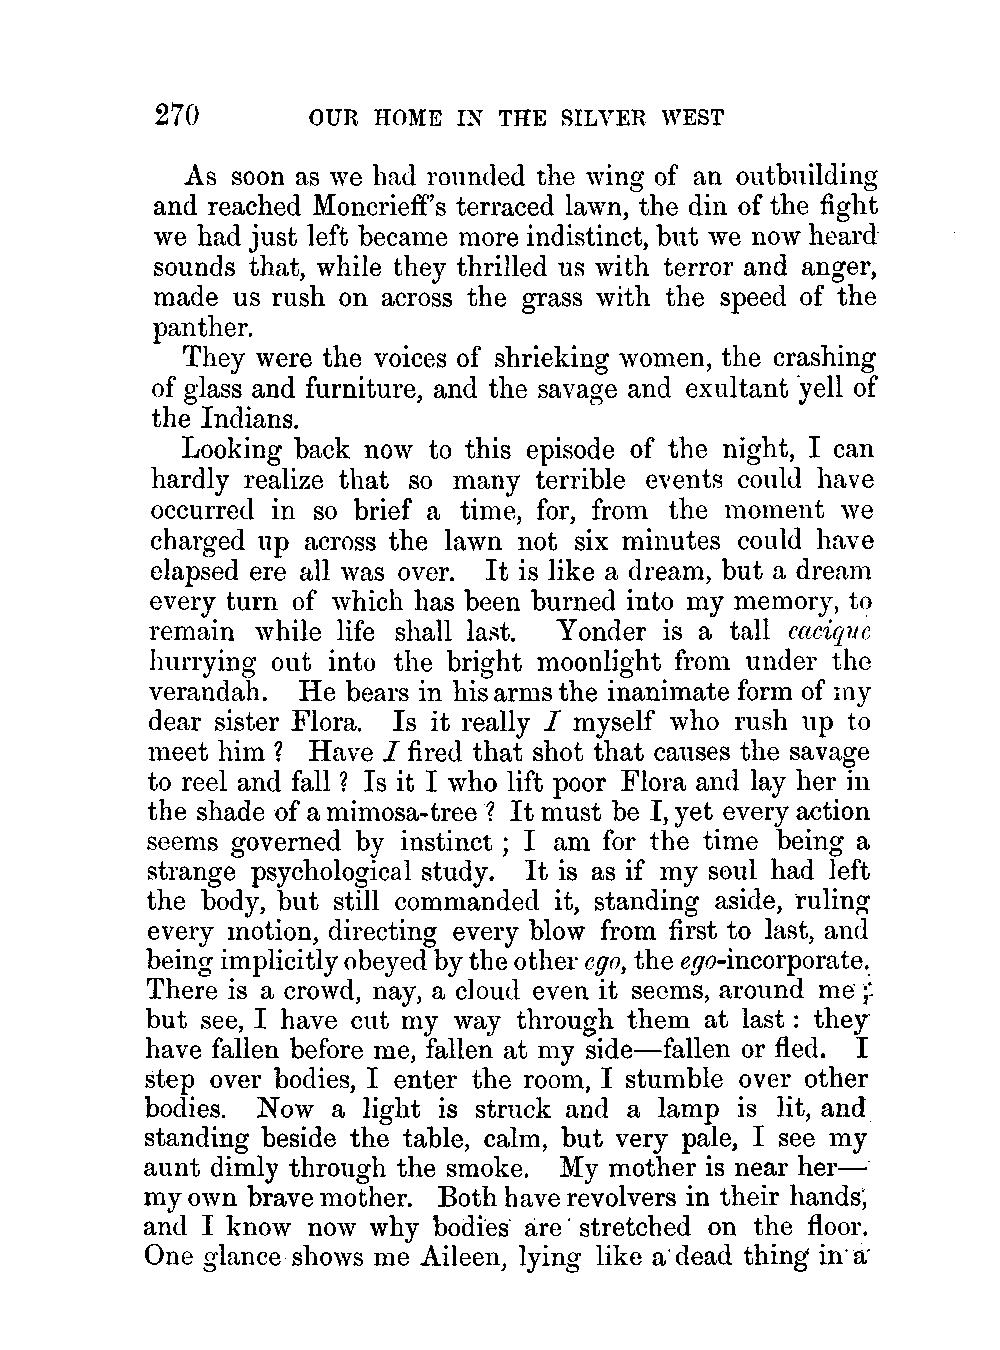 270 OUR HOME IN THE SILVER WEST
As soon as we had rounded the wing of an outbuilding
and reached Moncrieff's terraced lawn, the din of the fight
we had just left became more indistinct, but we now heard
sounds that, while they thrilled us with terror and anger,
made us rush on across the grass with the speed of the
panther.
They were the voices of shrieking women, the crashing
of glass and furniture, and the savage and exultant yell of
the Indians.
Looking back now to this episode of the night, I can
hardly realize that so many terrible events could have
occurred in so brief a time, for, from the moment we
charged up across the lawn not six minutes could have
elapsed ere all was over. It is like a dream, but a dream
every turn of which has been burned into my memory, to
remain while life shall last. Yonder is a tall cacique
hurrying out into the bright moonlight from under the
verandah. He bears in his arms the inanimate form of my
dear sister Flora. Is it really I myself who rush up to
meet him ? Have I fired that shot that causes the savage
to reel and fall ? Is it I who lift poor Flora and lay her in
the shade of a mimosa-tree ? It must be I, yet every action
seems governed by instinct ; I am for the time being a
strange psychological study. It is as if my soul had left
the body, but still commanded it, standing aside, ruling
every motion, directing every blow from first to last, and
being implicitly obeyed by the other ego, the ego-incorporate.
There is a crowd, nay, a cloud even it seems, around me ;
but see, I have cut my way through them at last : they
have fallen before me, fallen at my side—fallen or fled. I
step over bodies, I enter the room, I stumble over other
bodies. Now a light is struck and a lamp is lit, and
standing beside the table, calm, but very pale, I see my
aunt dimly through the smoke. My mother is near her—
my own brave mother. Both have revolvers in their hands,
and I know now why bodies are stretched on the floor.
One glance shows me Aileen, lying like a dead thing in a